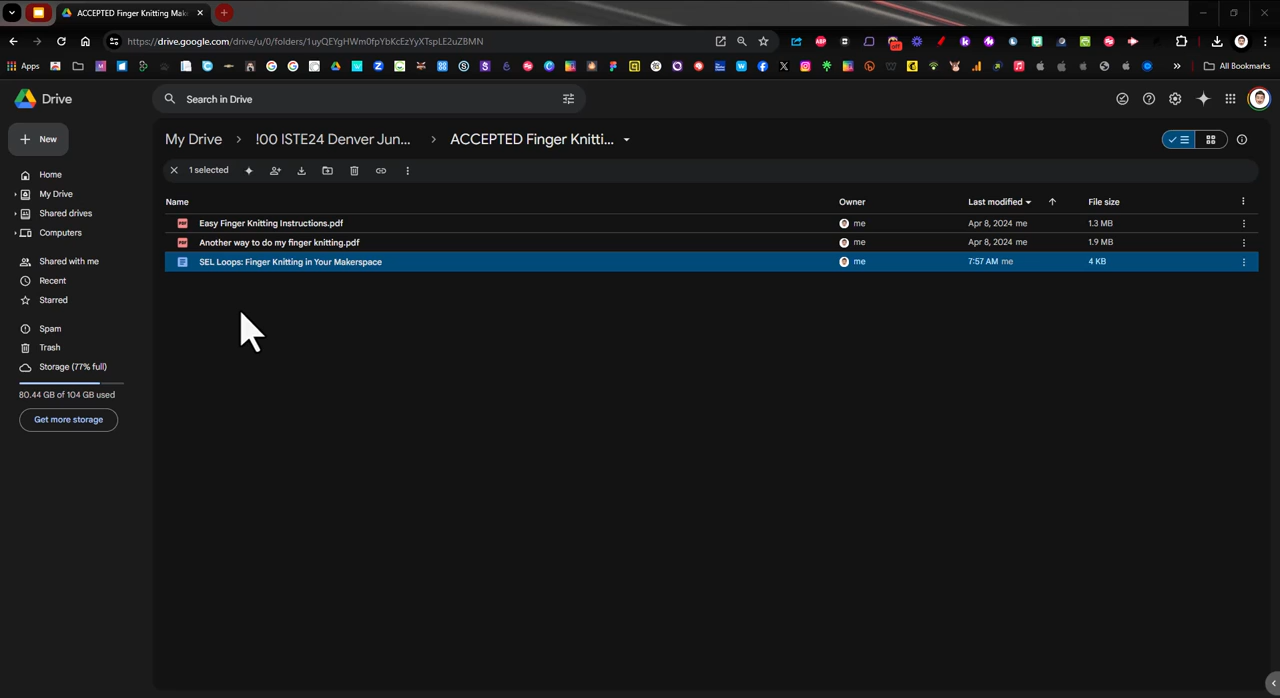 ACCEPTED Finger Knitting Mak
https://drive.google.com/drive/u/0/folders/1uyQEYgHWm0fpYbKcEzYyXTspLE2uZBMN
Apps
All Bookmarks
Drive
Search in Drive
New
My Drive > !00 ISTE24 Denver Jun... > ACCEPTED Finger Knitti...
1 selected
Home
My Drive
Shared drives
Computers
Shared with me
Recent
Starred
Spam
Trash
Storage (77% full)
80.44 GB of 104 GB used
Get more storage
Name Owner Last modified File size
Easy Finger Knitting Instructions.pdf me Apr 8, 2024 me 1.3 MB
Another way to do my finger knitting.pdf me Apr 8, 2024 me 1.9 MB
SEL Loops: Finger Knitting in Your Makerspace me 7:57 AM me 4 KB